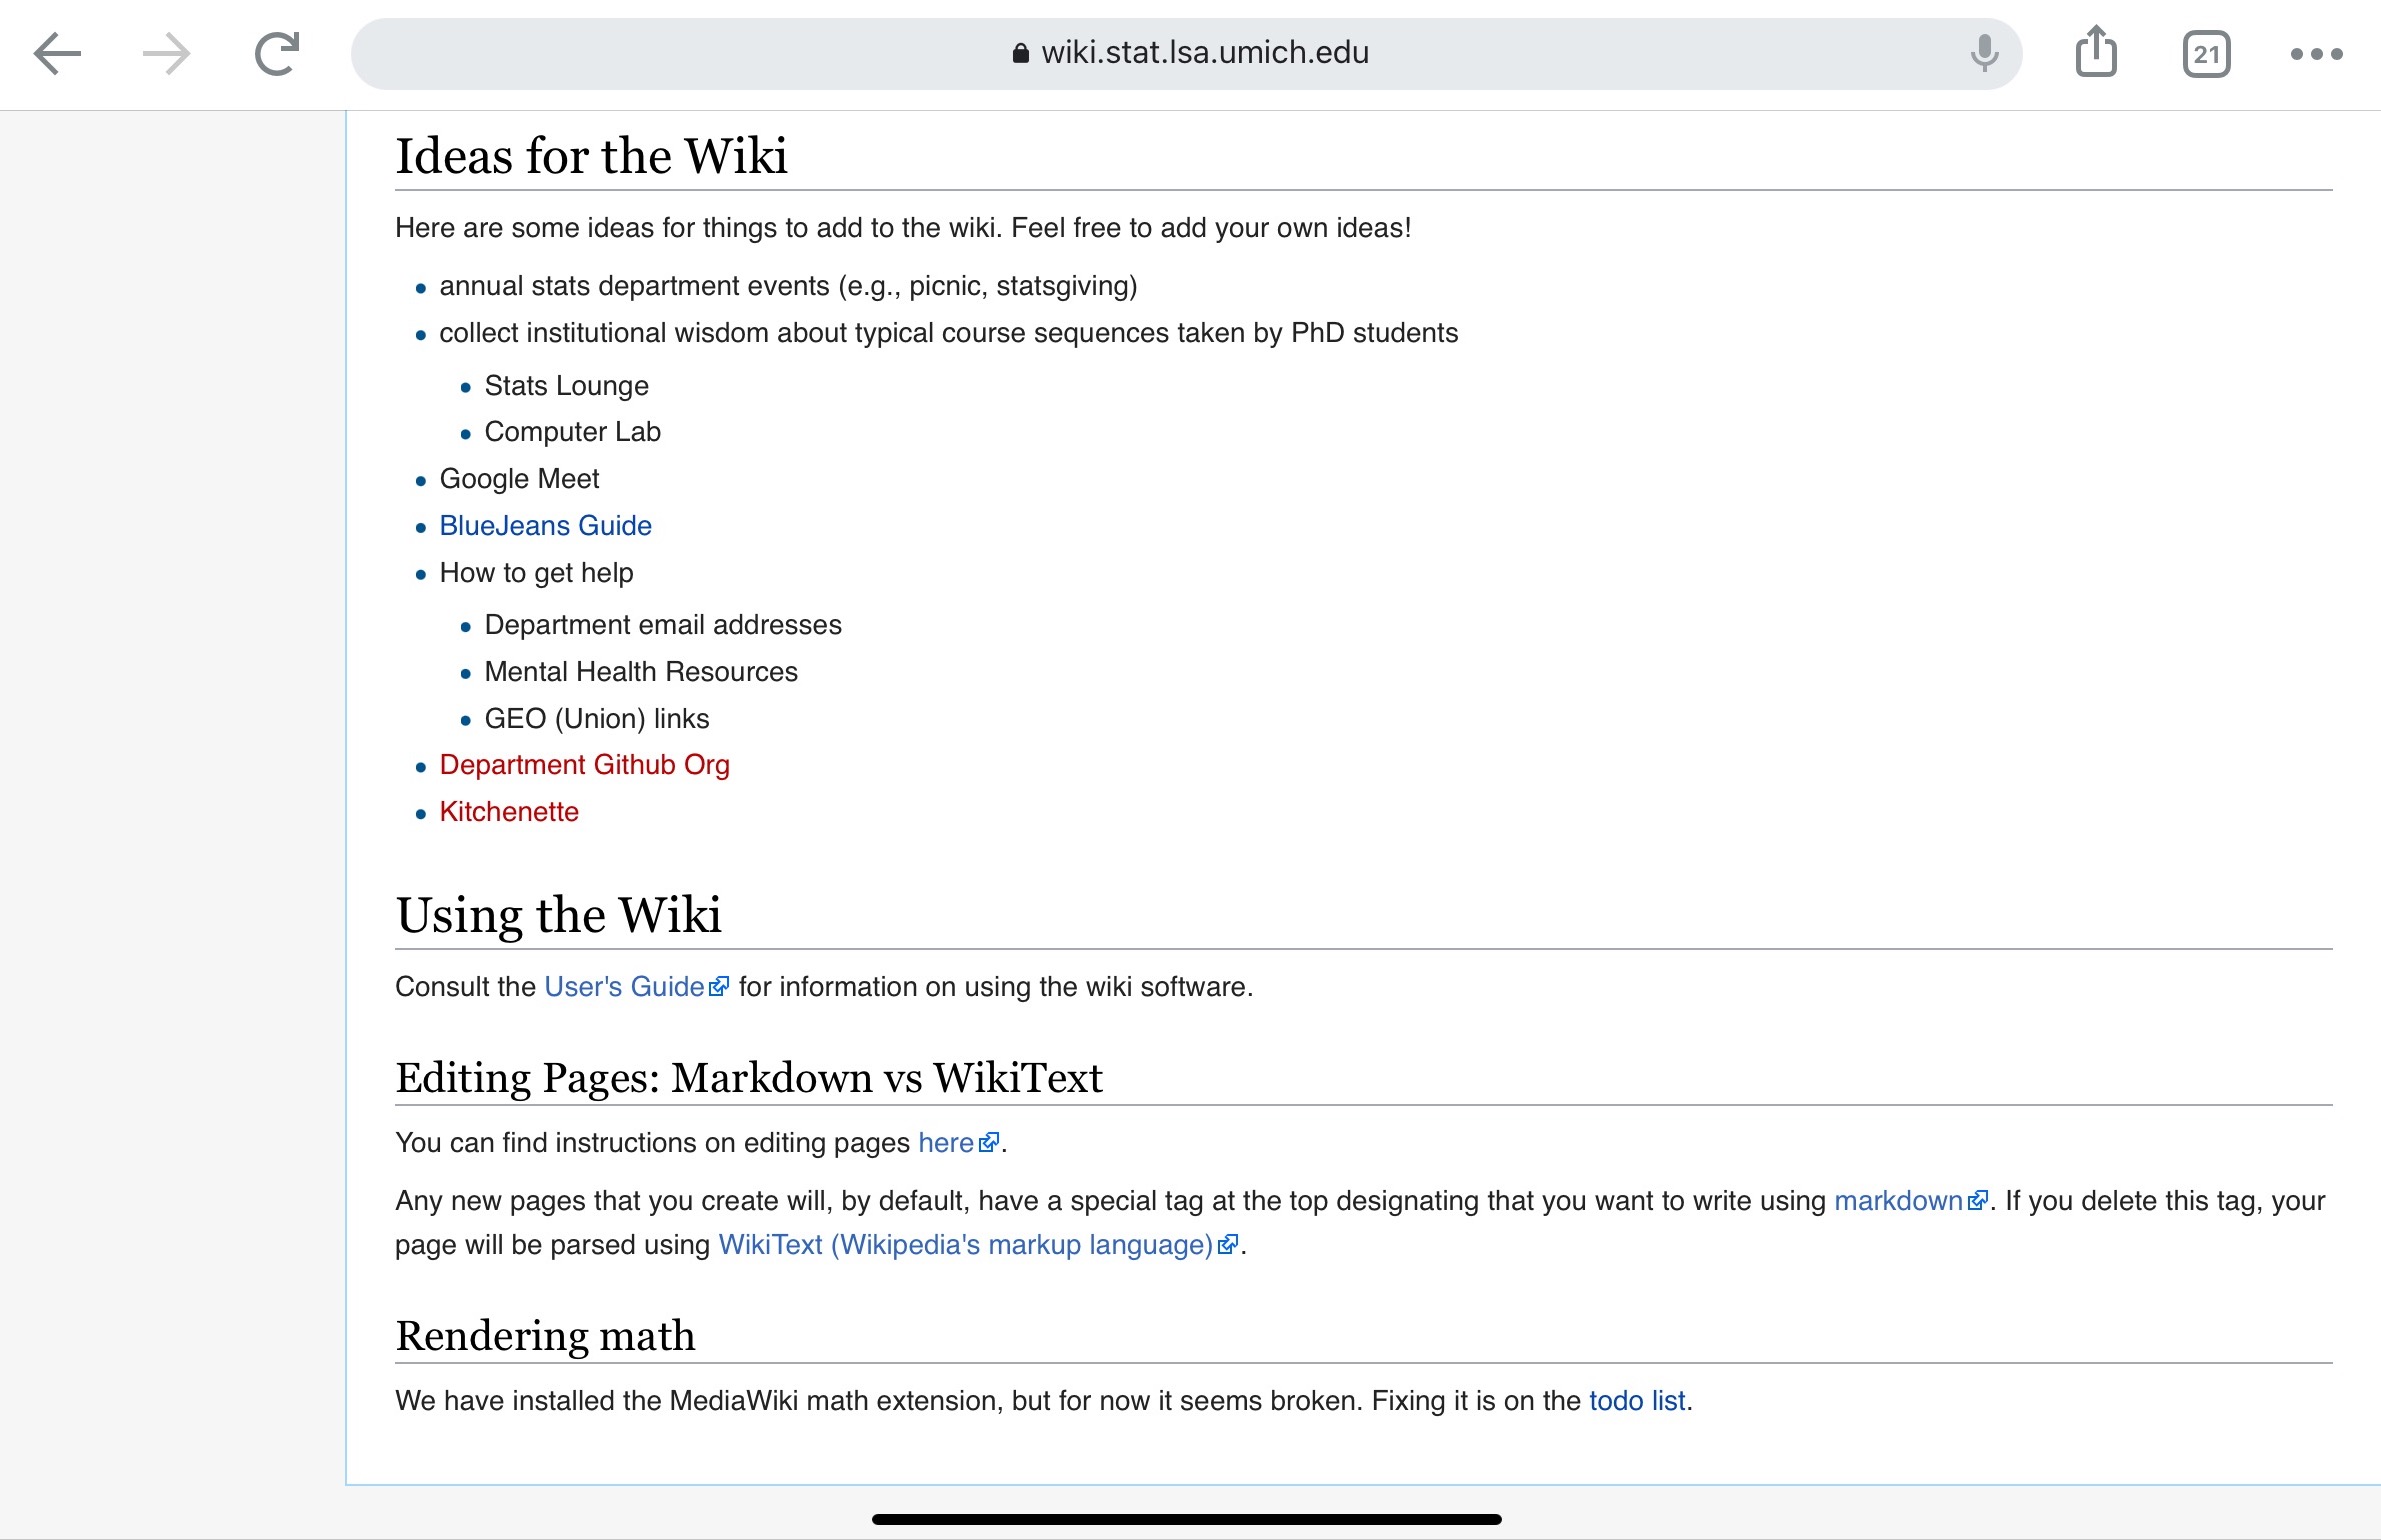 wiki.stat.lsa.umich.edu
21
Ideas for the Wiki
Here are some ideas for things to add to the wiki. Feel free to add your own ideas!
annual stats department events (e.g., picnic, statsgiving)
collect institutional wisdom about typical course sequences taken by PhD students
Stats Lounge
Computer Lab
Google Meet
BlueJeans Guide
How to get help
Department email addresses
Mental Health Resources
GEO (Union) links
Department Github Org
Kitchenette
Using the Wiki
Consult the User's Guide for information on using the wiki software.
Editing Pages: Markdown vs WikiText
You can find instructions on editing pages here.
Any new pages that you create will, by default, have a special tag at the top designating that you want to write using markdown. If you delete this tag, your
page will be parsed using WikiText (Wikipedia's markup language).
Rendering math
We have installed the MediaWiki math extension, but for now it seems broken. Fixing it is on the todo list.